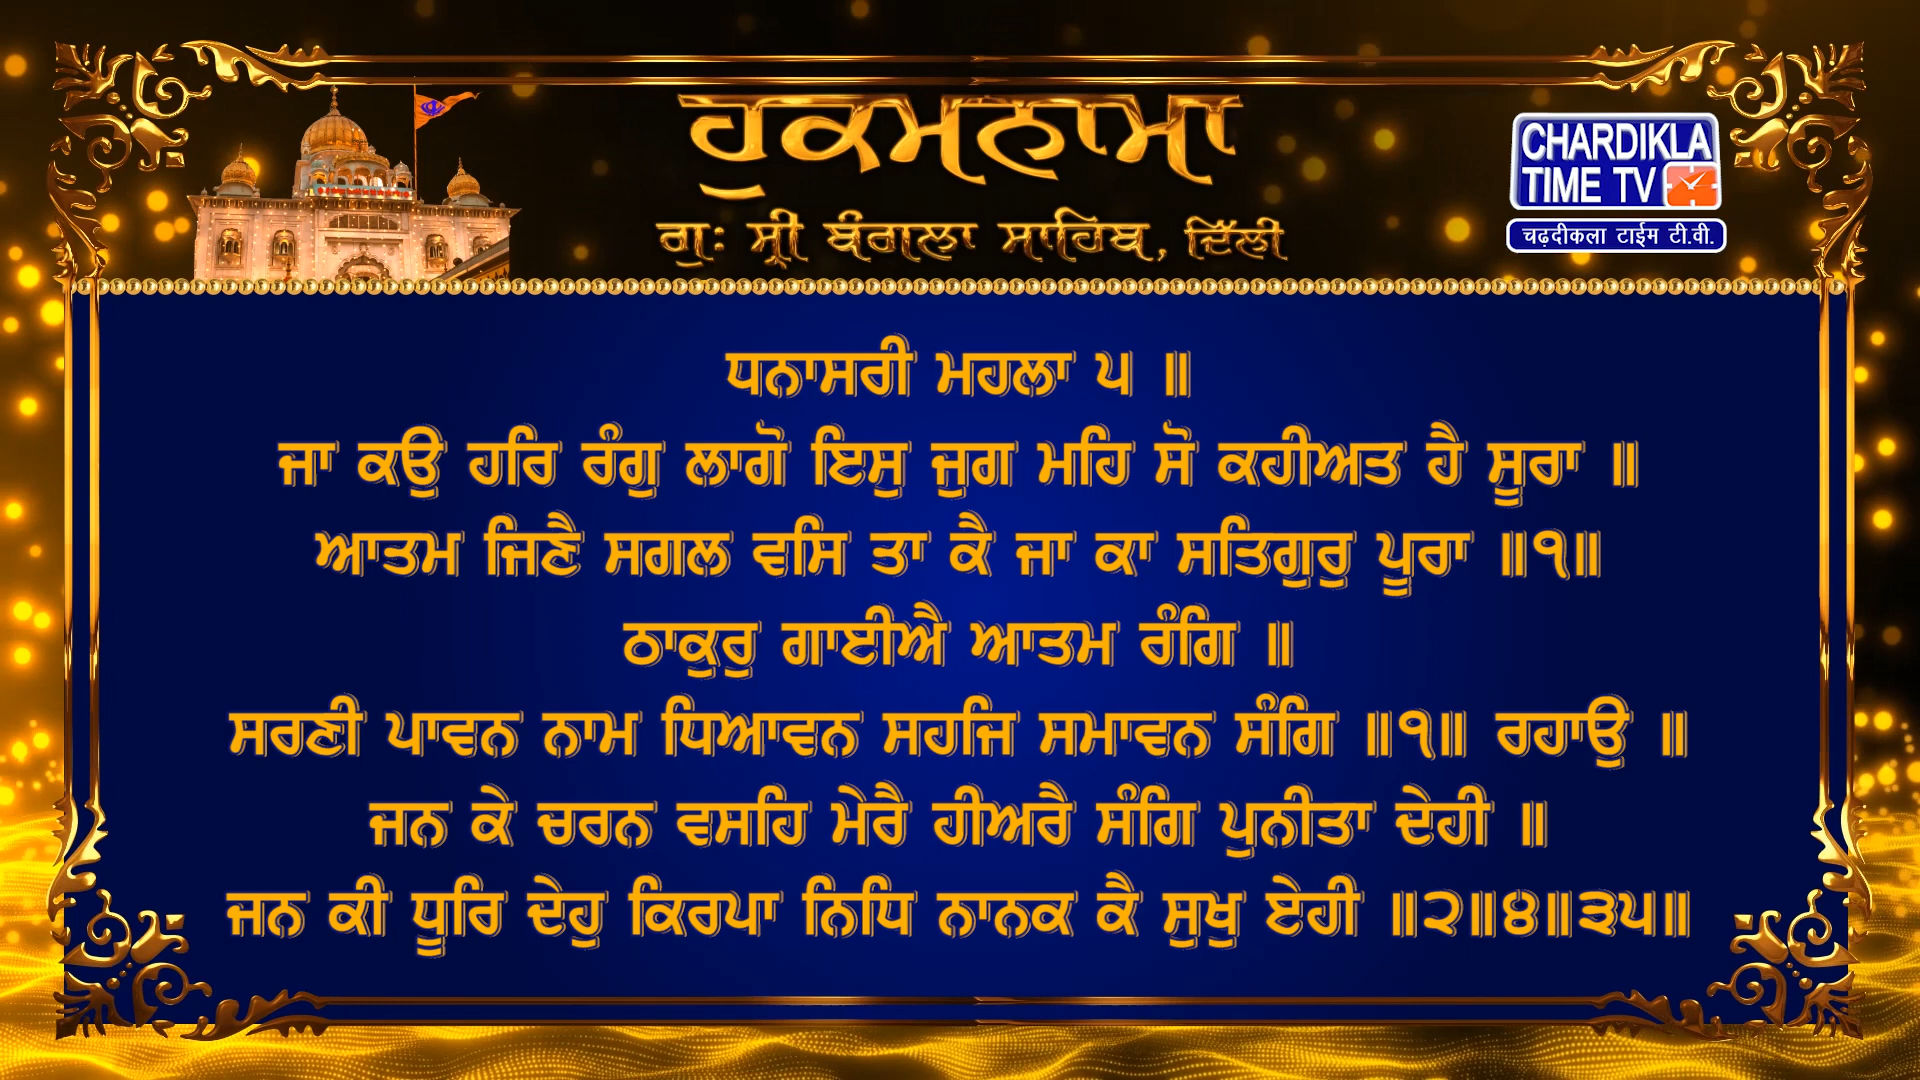 ਹੁਕਮਨਾਮਾ
ਗੁਃ ਸ੍ਰੀ ਬੰਗਲਾ ਸਾਹਿਬ, ਦਿੱਲੀ
CHARDIKLA
TIME TV
चढ़दीकला टाईम टी.वी.
ਧਨਾਸਰੀ ਮਹਲਾ ੫ ॥
ਜਾ ਕਉ ਹਰਿ ਰੰਗੁ ਲਾਗੋ ਇਸੁ ਜੁਗ ਮਹਿ ਸੋ ਕਹੀਅਤ ਹੈ ਸੂਰਾ ॥
ਆਤਮ ਜਿਣੈ ਸਗਲ ਵਸਿ ਤਾ ਕੈ ਜਾ ਕਾ ਸਤਿਗੁਰੁ ਪੂਰਾ ॥੧॥
ਠਾਕੁਰੁ ਗਾਈਐ ਆਤਮ ਰੰਗਿ ॥
ਸਰਣੀ ਪਾਵਨ ਨਾਮ ਧਿਆਵਨ ਸਹਜਿ ਸਮਾਵਨ ਸੰਗਿ ॥੧॥ ਰਹਾਉ ॥
ਜਨ ਕੇ ਚਰਨ ਵਸਹਿ ਮੇਰੈ ਹੀਅਰੈ ਸੰਗਿ ਪੁਨੀਤਾ ਦੇਹੀ ॥
ਜਨ ਕੀ ਧੂਰਿ ਦੇਹੁ ਕਿਰਪਾ ਨਿਧਿ ਨਾਨਕ ਕੈ ਸੁਖੁ ਏਹੀ ॥੨॥੪॥੩੫॥